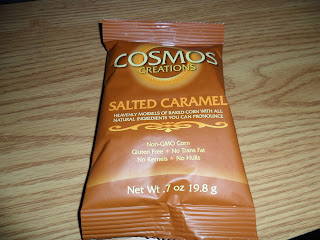 COSMOS
CREATIONS
SALTED CARAMEL
HEAVENLY MORSELS OF BAKED CORN WITH ALL
NATURAL INGREDIENTS YOU CAN PRONOUNCE
Non-GMO Corn
Gluten Free • No Trans Fat
No Kernels • No Hulls
Net Wt .7 oz 19.8 g